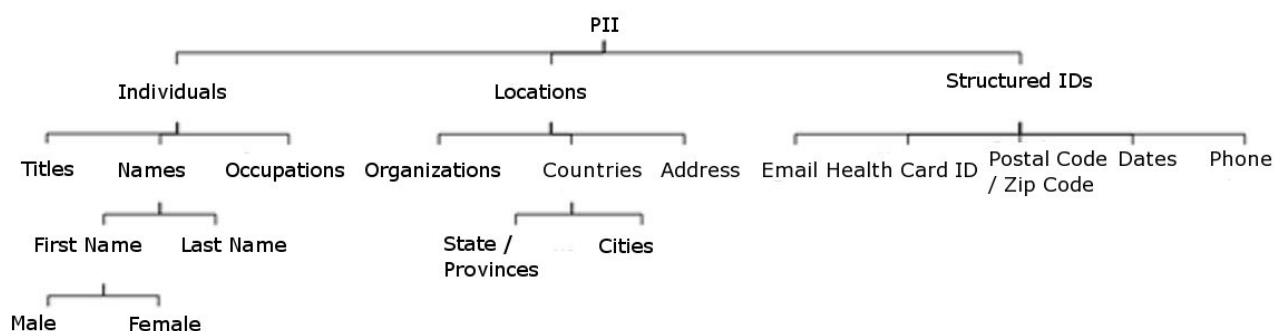 PII
Individuals
Locations
Structured IDs
Titles
Names
Occupations
Organizations
Countries
Address
Email
Health Card ID
Postal Code
/ Zip Code
Dates
Phone
First Name
Last Name
State /
Provinces
Cities
Male
Female